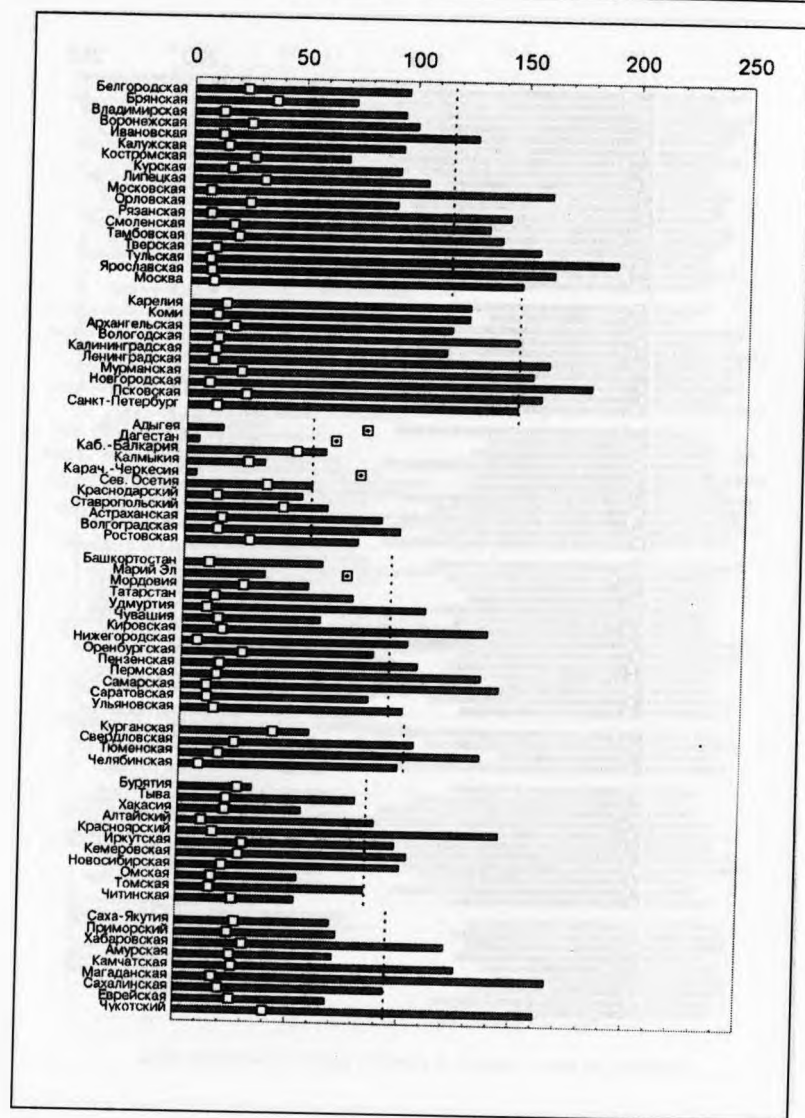 0 50 100 150 200 250
Белгородская
Брянская
Владимирская
Воронежская
Ивановская
Калужская
Костромская
Курская
Липецкая
Московская
Орловская
Рязанская
Смоленская
Тамбовская
Тверская
Тульская
Ярославская
Москва
Карелия
Коми
Архангельская
Вологодская
Калининградская
Ленинградская
Мурманская
Новгородская
Псковская
Санкт-Петербург
Адыгея
Дагестан
Каб.-Балкария
Калмыкия
Карач.-Черкесия
Сев. Осетия
Краснодарский
Ставропольский
Астраханская
Волгоградская
Ростовская
Башкортостан
Марий Эл
Мордовия
Татарстан
Удмуртия
Чувашия
Кировская
Нижегородская
Оренбургская
Пензенская
Пермская
Самарская
Саратовская
Ульяновская
Курганская
Свердловская
Тюменская
Челябинская
Бурятия
Тыва
Хакасия
Алтайский
Красноярский
Иркутская
Кемеровская
Новосибирская
Омская
Томская
Читинская
Саха-Якутия
Приморский
Хабаровская
Амурская
Камчатская
Магаданская
Сахалинская
Еврейская
Чукотский